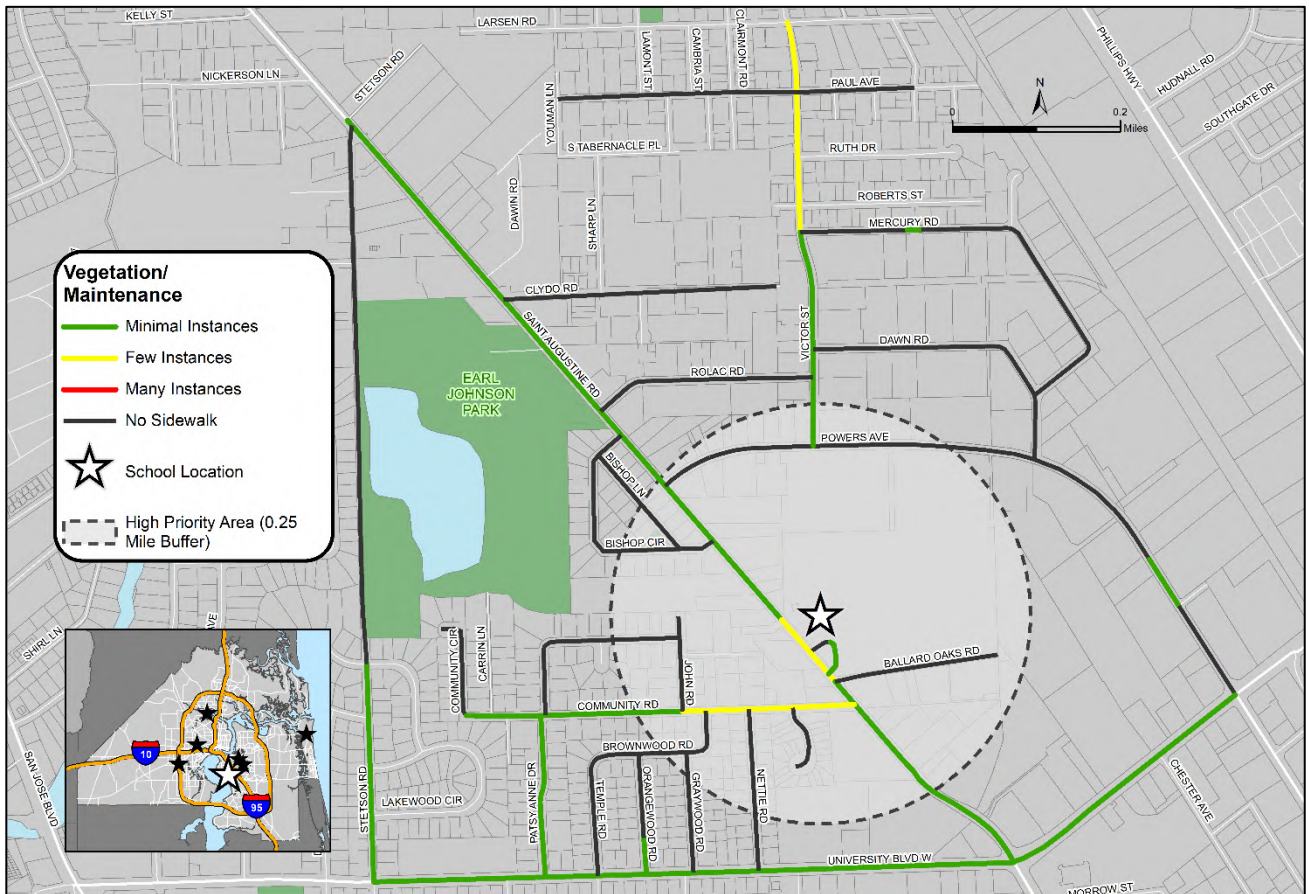 KELLY ST
LARSEN RD
NICKERSON LN
STETSON RD
YOUMAN LN
LAMONT ST
CAMBRIA ST
CLAIRMONT RD
PAUL AVE
PHILLIPS HWY
HUDNALL RD
SOUTHGATE DR
N
0
0.2
Miles
S TABERNACLE PL
RUTH DR
DAWIN RD
SHARP LN
ROBERTS ST
MERCURY RD
CLYDO RD
SAINT AUGUSTINE RD
VICTOR ST
DAWN RD
ROLAC RD
EARL
JOHNSON
PARK
POWERS AVE
BISHOP LN
BISHOP CIR
Vegetation/
Maintenance
Minimal Instances
Few Instances
Many Instances
No Sidewalk
School Location
High Priority Area (0.25
Mile Buffer)
SHIRL LN
AVE
COMMUNITY CIR
CARRIN LN
JOHN RD
BALLARD OAKS RD
COMMUNITY RD
BROWNWOOD RD
10
95
SAN JOSE BLVD
STETSON RD
LAKEWOOD CIR
PATSY ANNE DR
TEMPLE RD
ORANGEWOOD RD
GRAYWOOD RD
NETTIE RD
CHESTER AVE
UNIVERSITY BLVD W
MORROW ST